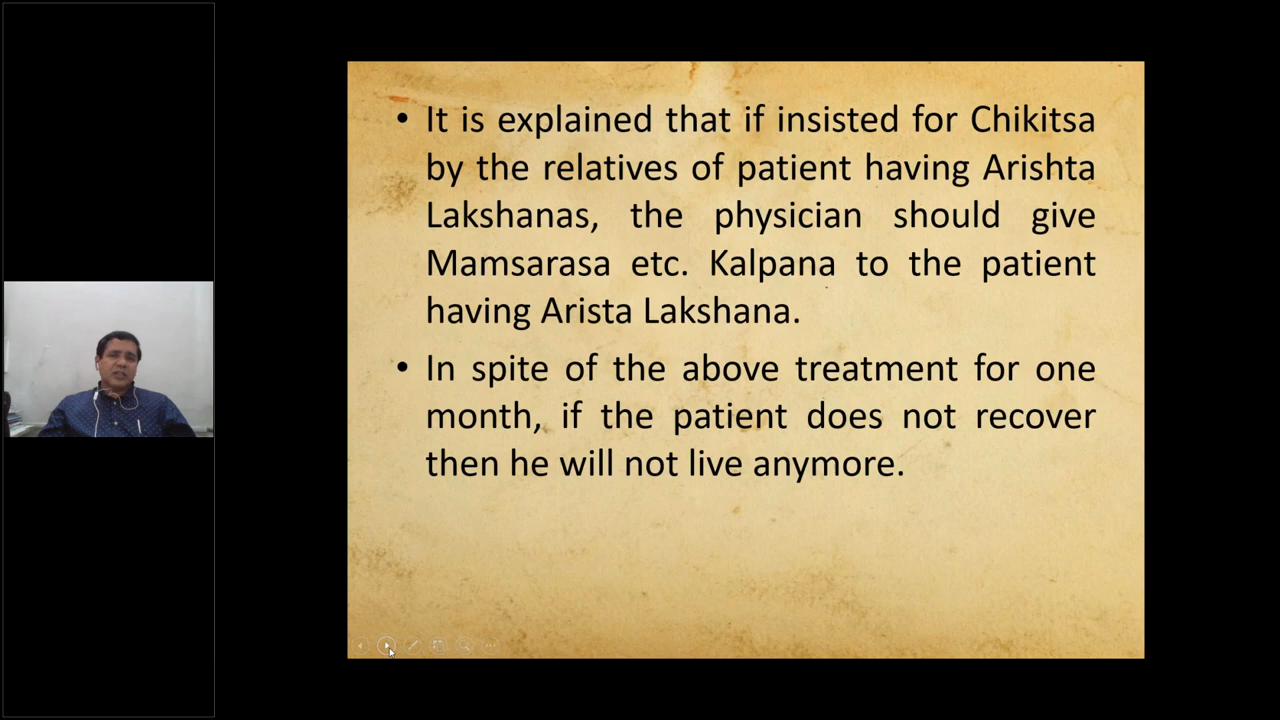 • It is explained that if insisted for Chikitsa
by the relatives of patient having Arishta
Lakshanas, the physician should give
Mamsarasa etc. Kalpana to the patient
having Arista Lakshana.
• In spite of the above treatment for one
month, if the patient does not recover
then he will not live anymore.